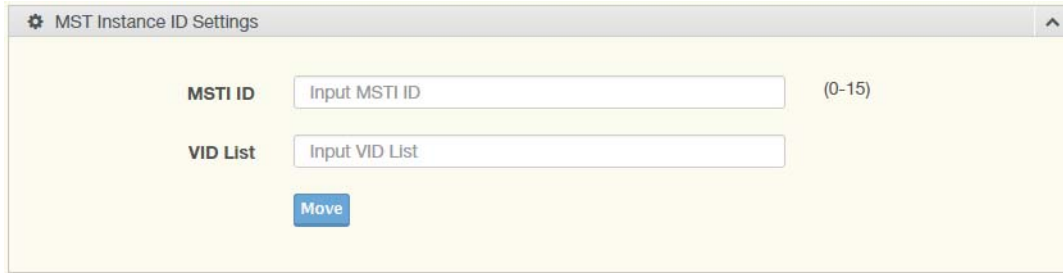 MST Instance ID Settings
MSTI ID Input MSTI ID (0-15)
VID List Input VID List
Move